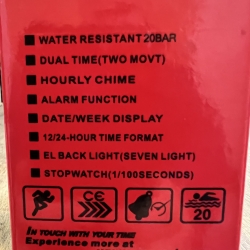 WATER RESISTANT 20BAR
DUAL TIME(TWO MOVT)
HOURLY CHIME
ALARM FUNCTION
DATE/WEEK DISPLAY
12/24-HOUR TIME FORMAT
EL BACK LIGHT(SEVEN LIGHT)
STOPWATCH(1/100SECONDS)
CE
20
IN TOUCH WITH YOUR TIME
Experience more at